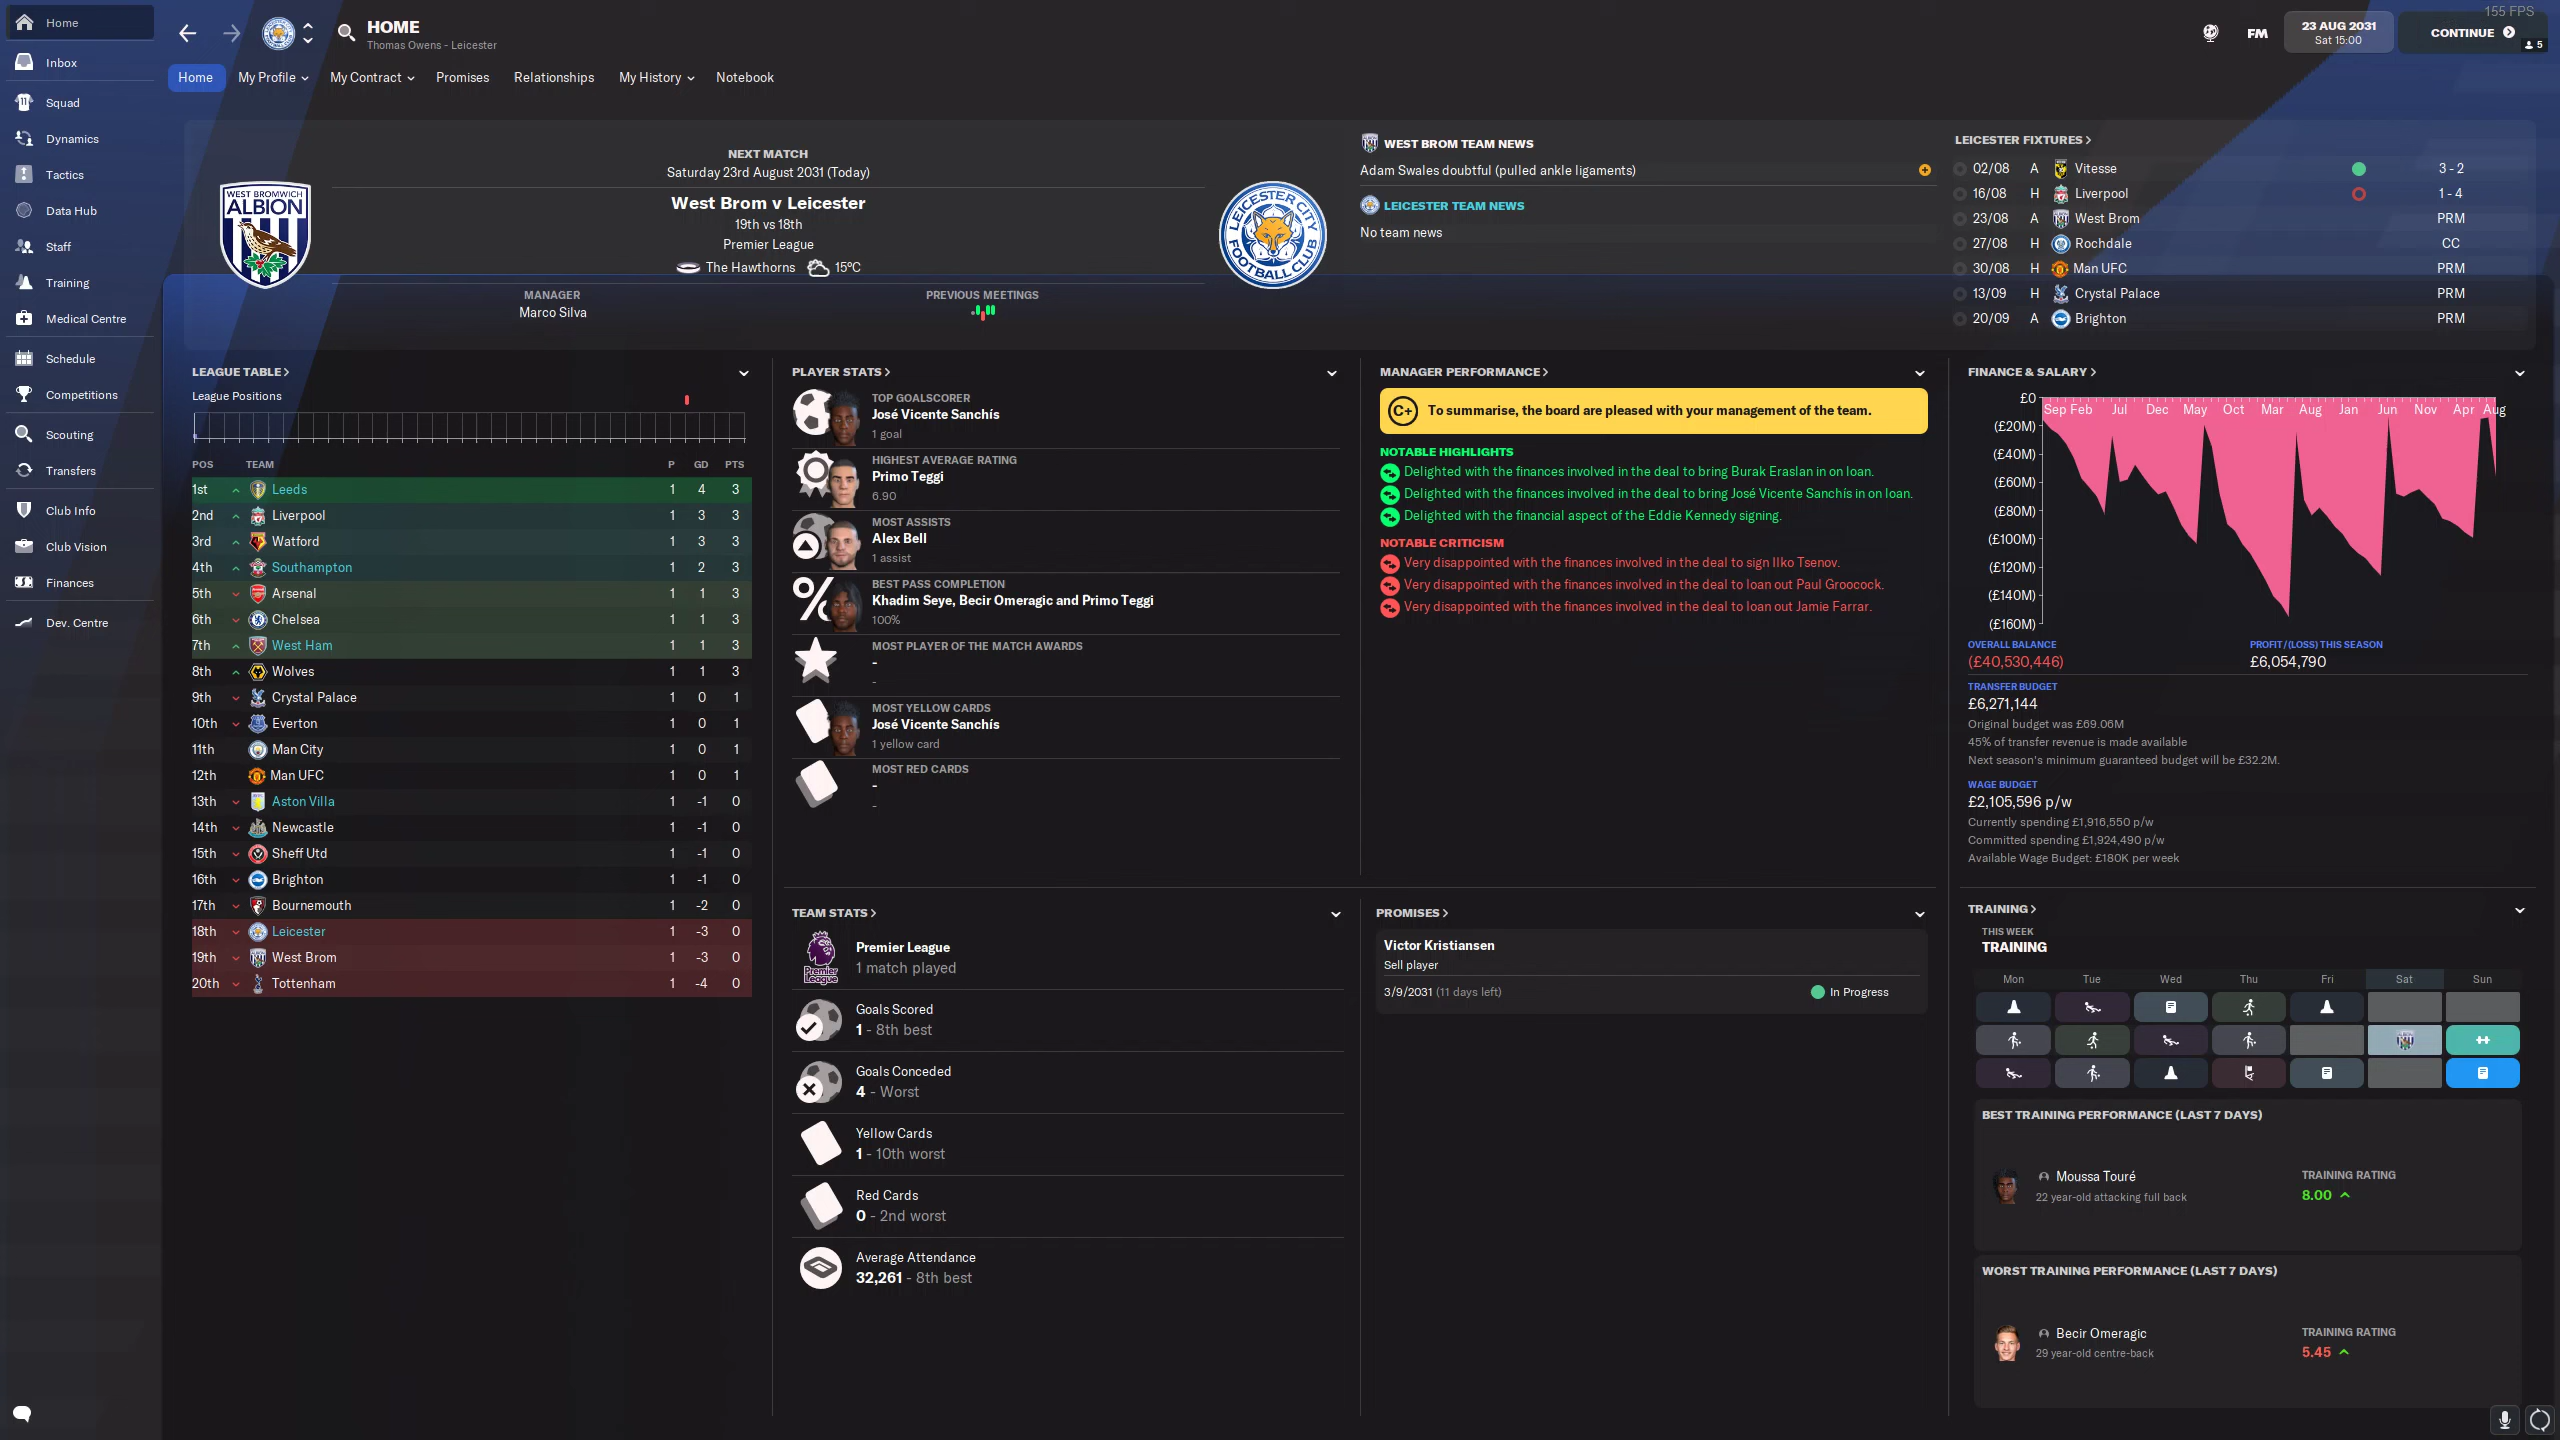 Home
Inbox
Squad
Dynamics
Tactics
Data Hub
Staff
Training
Medical Centre
Schedule
Competitions
Scouting
Transfers
Club Info
Club Vision
Finances
Dev. Centre
HOME
Thomas Owens - Leicester
FM
23 AUG 2031
Sat 15:00
155 FPS
CONTINUE
5
Home
My Profile
My Contract
Promises
Relationships
My History
Notebook
WEST BROMWICH
ALBION
NEXT MATCH
Saturday 23rd August 2031 (Today)
West Brom v Leicester
19th vs 18th
Premier League
The Hawthorns 15ºC
MANAGER
Marco Silva
PREVIOUS MEETINGS
LEICESTER CITY
FOOTBALL CLUB
WEST BROM TEAM NEWS
Adam Swales doubtful (pulled ankle ligaments)
LEICESTER TEAM NEWS
No team news
LEICESTER FIXTURES
02/08 A Vitesse 3 - 2
16/08 H Liverpool 1 - 4
23/08 A West Brom PRM
27/08 H Rochdale CC
30/08 H Man UFC PRM
13/09 H Crystal Palace PRM
20/09 A Brighton PRM
LEAGUE TABLE
League Positions
POS TEAM P GD PTS
1st Leeds 1 4 3
2nd Liverpool 1 3 3
3rd Watford 1 3 3
4th Southampton 1 2 3
5th Arsenal 1 1 3
6th Chelsea 1 1 3
7th West Ham 1 1 3
8th Wolves 1 1 3
9th Crystal Palace 1 0 1
10th Everton 1 0 1
11th Man City 1 0 1
12th Man UFC 1 0 1
13th Aston Villa 1 -1 0
14th Newcastle 1 -1 0
15th Sheff Utd 1 -1 0
16th Brighton 1 -1 0
17th Bournemouth 1 -2 0
18th Leicester 1 -3 0
19th West Brom 1 -3 0
20th Tottenham 1 -4 0
PLAYER STATS
TOP GOALSCORER
José Vicente Sanchís
1 goal
HIGHEST AVERAGE RATING
Primo Teggi
6.90
MOST ASSISTS
Alex Bell
1 assist
BEST PASS COMPLETION
Khadim Seye, Becir Omeragic and Primo Teggi
100%
MOST PLAYER OF THE MATCH AWARDS
-
-
MOST YELLOW CARDS
José Vicente Sanchís
1 yellow card
MOST RED CARDS
-
-
TEAM STATS
Premier League
Premier League
1 match played
Goals Scored
1 - 8th best
Goals Conceded
4 - Worst
Yellow Cards
1 - 10th worst
Red Cards
0 - 2nd worst
Average Attendance
32,261 - 8th best
MANAGER PERFORMANCE
C+ To summarise, the board are pleased with your management of the team.
NOTABLE HIGHLIGHTS
Delighted with the finances involved in the deal to bring Burak Eraslan in on loan.
Delighted with the finances involved in the deal to bring José Vicente Sanchís in on loan.
Delighted with the financial aspect of the Eddie Kennedy signing.
NOTABLE CRITICISM
Very disappointed with the finances involved in the deal to sign Ilko Tsenov.
Very disappointed with the finances involved in the deal to loan out Paul Groocock.
Very disappointed with the finances involved in the deal to loan out Jamie Farrar.
PROMISES
Victor Kristiansen
Sell player
3/9/2031 (11 days left) In Progress
FINANCE & SALARY
£0
(£20M)
(£40M)
(£60M)
(£80M)
(£100M)
(£120M)
(£140M)
(£160M)
Sep Feb Jul Dec May Oct Mar Aug Jan Jun Nov Apr Aug
OVERALL BALANCE
(£40,530,446)
PROFIT/(LOSS) THIS SEASON
£6,054,790
TRANSFER BUDGET
£6,271,144
Original budget was £69.06M
45% of transfer revenue is made available
Next season's minimum guaranteed budget will be £32.2M.
WAGE BUDGET
£2,105,596 p/w
Currently spending £1,916,550 p/w
Committed spending £1,924,490 p/w
Available Wage Budget: £180K per week
TRAINING
THIS WEEK
TRAINING
Mon Tue Wed Thu Fri Sat Sun
BEST TRAINING PERFORMANCE (LAST 7 DAYS)
Moussa Touré
22 year-old attacking full back
TRAINING RATING
8.00
WORST TRAINING PERFORMANCE (LAST 7 DAYS)
Becir Omeragic
29 year-old centre-back
TRAINING RATING
5.45